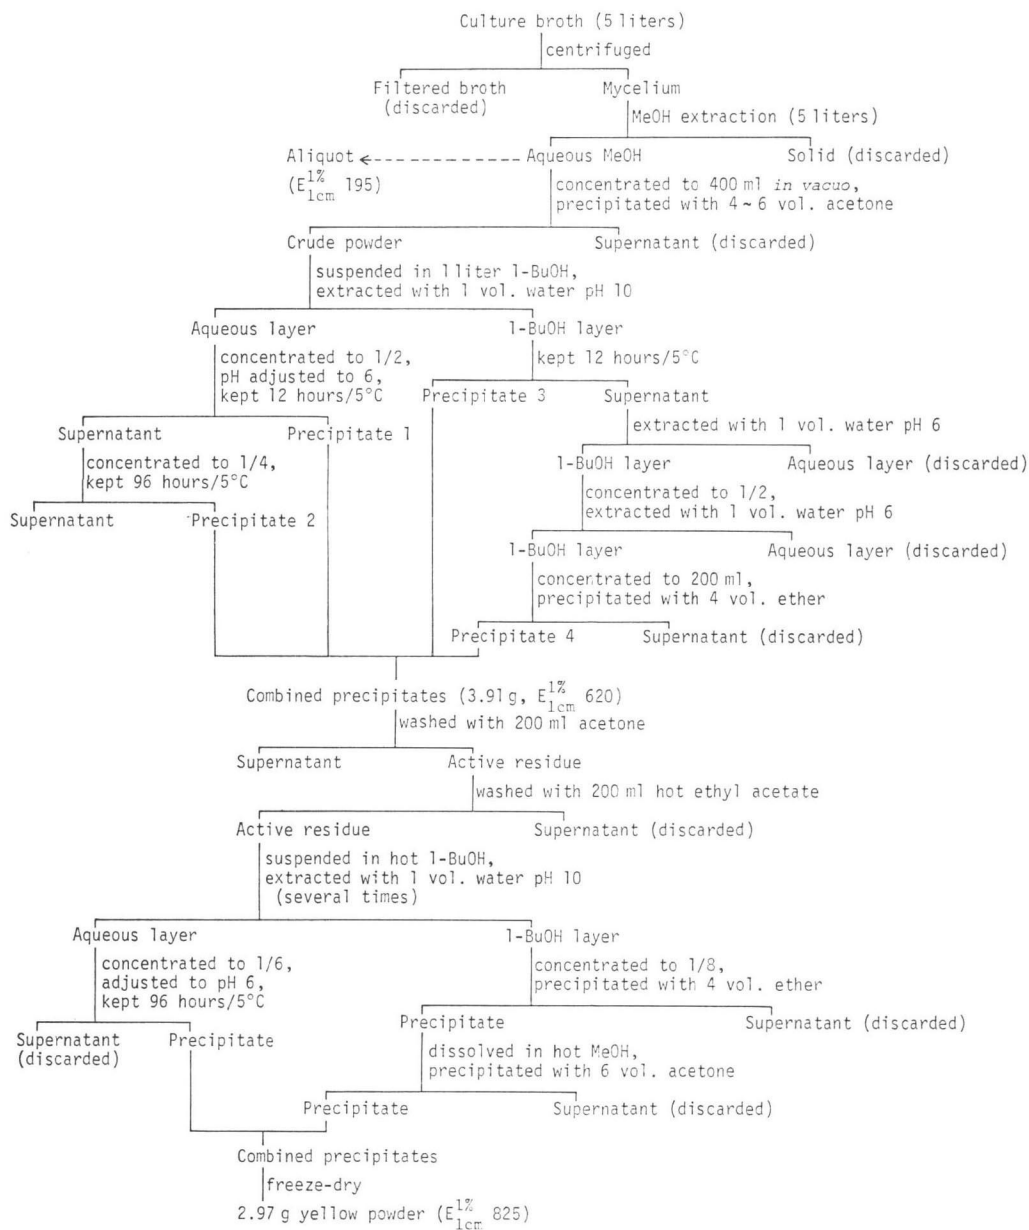 Culture broth (5 liters)
centrifuged
Filtered broth
(discarded)
Mycelium
MeOH extraction (5 liters)
Aliquot
(E 1% 1cm 195)
Aqueous MeOH
Solid (discarded)
concentrated to 400 ml in vacuo,
precipitated with 4~6 vol. acetone
Crude powder
Supernatant (discarded)
suspended in 1 liter 1-BuOH,
extracted with 1 vol. water pH 10
Aqueous layer
1-BuOH layer
concentrated to 1/2,
pH adjusted to 6,
kept 12 hours/5°C
kept 12 hours/5°C
Precipitate 3
Supernatant
Supernatant
Precipitate 1
extracted with 1 vol. water pH 6
concentrated to 1/4,
kept 96 hours/5°C
1-BuOH layer
Aqueous layer (discarded)
concentrated to 1/2,
extracted with 1 vol. water pH 6
Supernatant
Precipitate 2
1-BuOH layer
Aqueous layer (discarded)
concentrated to 200 ml,
precipitated with 4 vol. ether
Precipitate 4
Supernatant (discarded)
Combined precipitates (3.91 g, E 1% 1cm 620)
washed with 200 ml acetone
Supernatant
Active residue
washed with 200 ml hot ethyl acetate
Active residue
Supernatant (discarded)
suspended in hot 1-BuOH,
extracted with 1 vol. water pH 10
(several times)
Aqueous layer
1-BuOH layer
concentrated to 1/6,
adjusted to pH 6,
kept 96 hours/5°C
concentrated to 1/8,
precipitated with 4 vol. ether
Supernatant
(discarded)
Precipitate
Precipitate
Supernatant (discarded)
dissolved in hot MeOH,
precipitated with 6 vol. acetone
Precipitate
Supernatant (discarded)
Combined precipitates
freeze-dry
2.97 g yellow powder (E 1% 1cm 825)